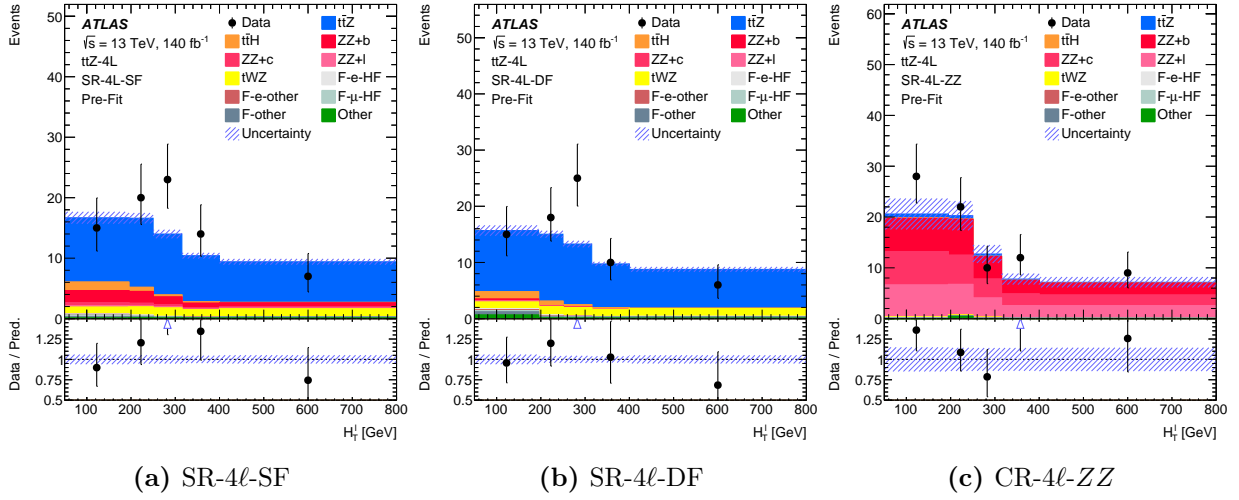 Events
50
40
30
20
10
0
ATLAS
√s = 13 TeV, 140 fb-1
ttZ-4L
SR-4L-SF
Pre-Fit
Data
tt̄Z
tt̄H
ZZ+b
ZZ+c
ZZ+l
tWZ
F-e-HF
F-e-other
F-μ-HF
F-other
Other
Uncertainty
Data / Pred.
1.25
1
0.75
0.5
100 200 300 400 500 600 700 800
H_T^l [GeV]
(a) SR-4ℓ-SF
Events
50
40
30
20
10
0
ATLAS
√s = 13 TeV, 140 fb-1
ttZ-4L
SR-4L-DF
Pre-Fit
Data
tt̄Z
tt̄H
ZZ+b
ZZ+c
ZZ+l
tWZ
F-e-HF
F-e-other
F-μ-HF
F-other
Other
Uncertainty
Data / Pred.
1.25
1
0.75
0.5
100 200 300 400 500 600 700 800
H_T^l [GeV]
(b) SR-4ℓ-DF
Events
60
50
40
30
20
10
0
ATLAS
√s = 13 TeV, 140 fb-1
ttZ-4L
SR-4L-ZZ
Pre-Fit
Data
tt̄Z
tt̄H
ZZ+b
ZZ+c
ZZ+l
tWZ
F-e-HF
F-e-other
F-μ-HF
F-other
Other
Uncertainty
Data / Pred.
1.25
1
0.75
0.5
100 200 300 400 500 600 700 800
H_T^l [GeV]
(c) CR-4ℓ-ZZ